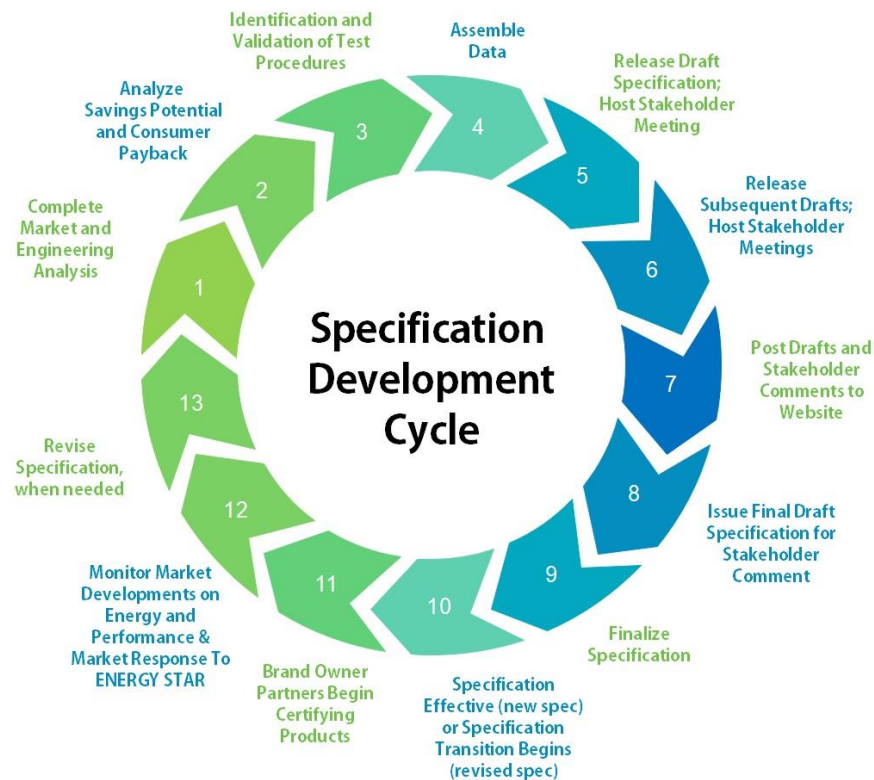 Specification
Development
Cycle
1
Complete
Market and
Engineering
Analysis
2
Analyze
Savings Potential
and Consumer
Payback
3
Identification and
Validation of Test
Procedures
4
Assemble
Data
5
Release Draft
Specification;
Host Stakeholder
Meeting
6
Release
Subsequent Drafts;
Host Stakeholder
Meetings
7
Post Drafts and
Stakeholder
Comments to
Website
8
Issue Final Draft
Specification for
Stakeholder
Comment
9
Finalize
Specification
10
Specification
Effective (new spec)
or Specification
Transition Begins
(revised spec)
11
Brand Owner
Partners Begin
Certifying
Products
12
Monitor Market
Developments on
Energy and
Performance &
Market Response To
ENERGY STAR
13
Revise
Specification,
when needed